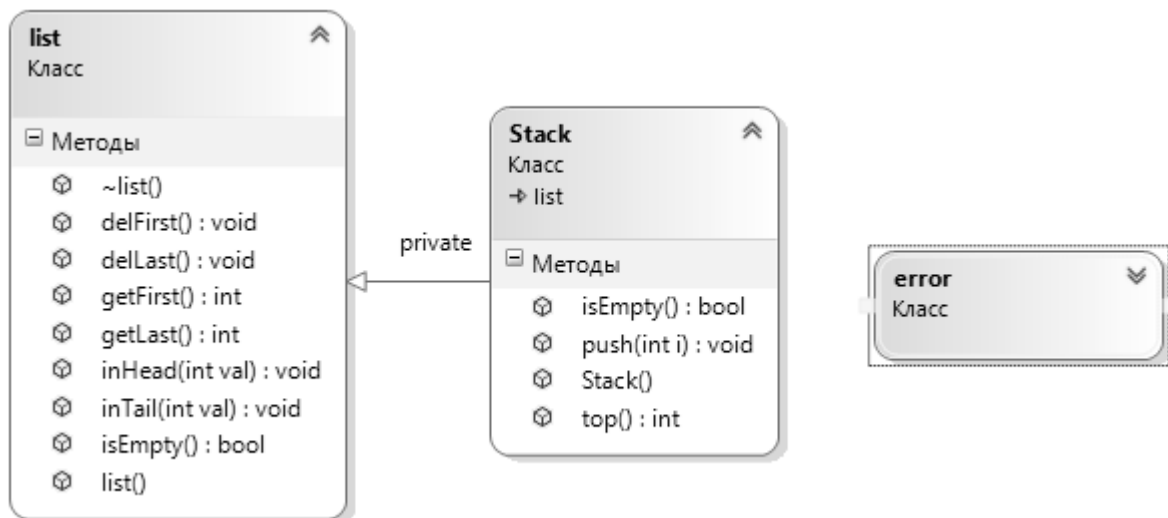 list
Класс
Методы
~list()
delFirst() : void
delLast() : void
getFirst() : int
getLast() : int
inHead(int val) : void
inTail(int val) : void
isEmpty() : bool
list()
private
Stack
Класс
list
Методы
isEmpty() : bool
push(int i) : void
Stack()
top() : int
error
Класс